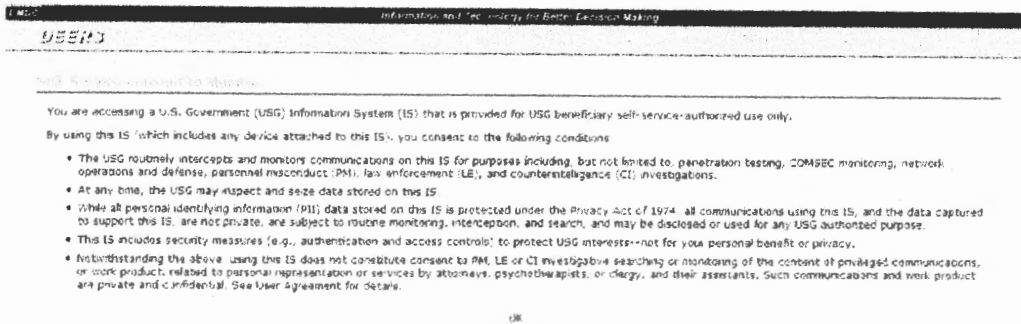 DMDC
Information and Technology for Better Decision Making
You are accessing a U.S. Government (USG) Information System (IS) that is provided for USG beneficiary self-service-authorized use only.
By using this IS (which includes any device attached to this IS), you consent to the following conditions
• The USG routinely intercepts and monitors communications on this IS for purposes including, but not limited to, penetration testing, COMSEC monitoring, network
operations and defense, personnel misconduct (PM), law enforcement (LE), and counterintelligence (CI) investigations.
• At any time, the USG may inspect and seize data stored on this IS
• While all personal identifying information (PII) data stored on this IS is protected under the Privacy Act of 1974, all communications using this IS, and the data captured
to support this IS, are not private, are subject to routine monitoring, interception, and search, and may be disclosed or used for any USG authorized purpose.
• This IS includes security measures (e.g., authentication and access controls) to protect USG interests--not for your personal benefit or privacy.
• Notwithstanding the above, using this IS does not constitute consent to PM, LE or CI investigative searching or monitoring of the content of privileged communications,
or work product, related to personal representation or services by attorneys, psychotherapists, or clergy, and their assistants. Such communications and work product
are private and confidential. See User Agreement for details.
OK